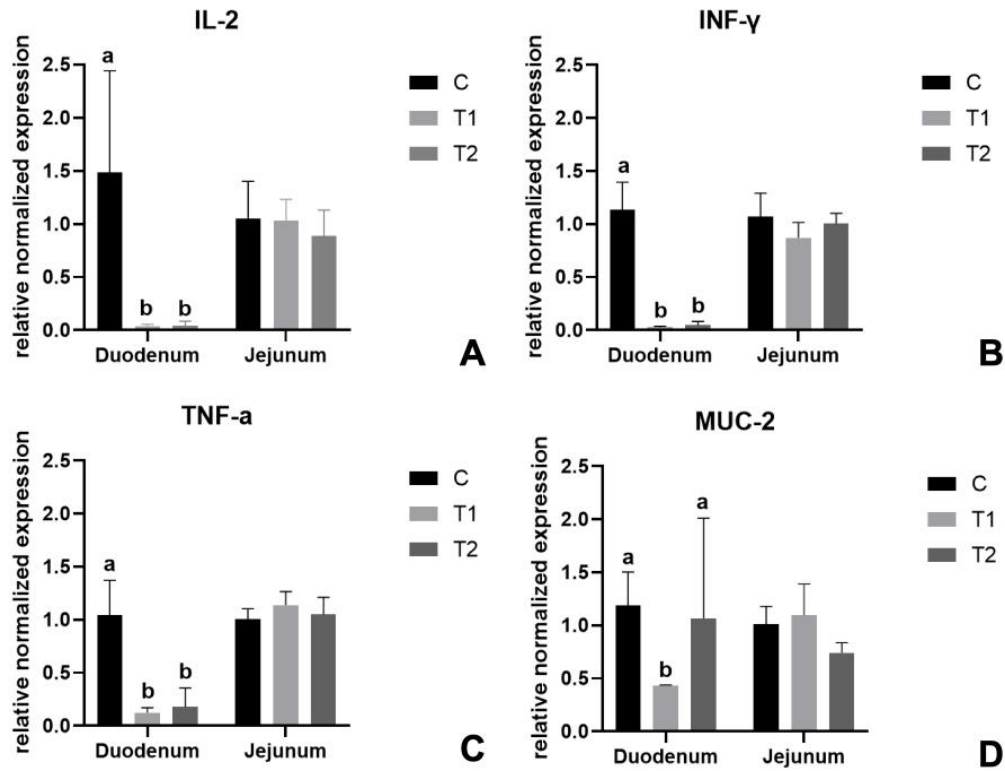 IL-2
relative normalized expression
2.5
2.0
1.5
1.0
0.5
0.0
a
b
b
Duodenum
Jejunum
C
T1
T2
A
INF-γ
relative normalized expression
2.5
2.0
1.5
1.0
0.5
0.0
a
b
b
Duodenum
Jejunum
C
T1
T2
B
TNF-a
relative normalized expression
2.5
2.0
1.5
1.0
0.5
0.0
a
b
b
Duodenum
Jejunum
C
T1
T2
C
MUC-2
relative normalized expression
2.5
2.0
1.5
1.0
0.5
0.0
a
b
a
Duodenum
Jejunum
C
T1
T2
D